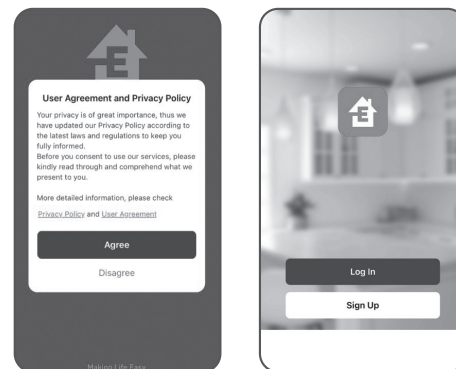 User Agreement and Privacy Policy
Your privacy is of great importance, thus we
have updated our Privacy Policy according to
the latest laws and regulations to keep you
fully informed.
Before you consent to use our services, please
kindly read through and comprehend what we
present to you.
More detailed information, please check
Privacy Policy and User Agreement
Agree
Disagree
Making Life Easy
E
Log In
Sign Up